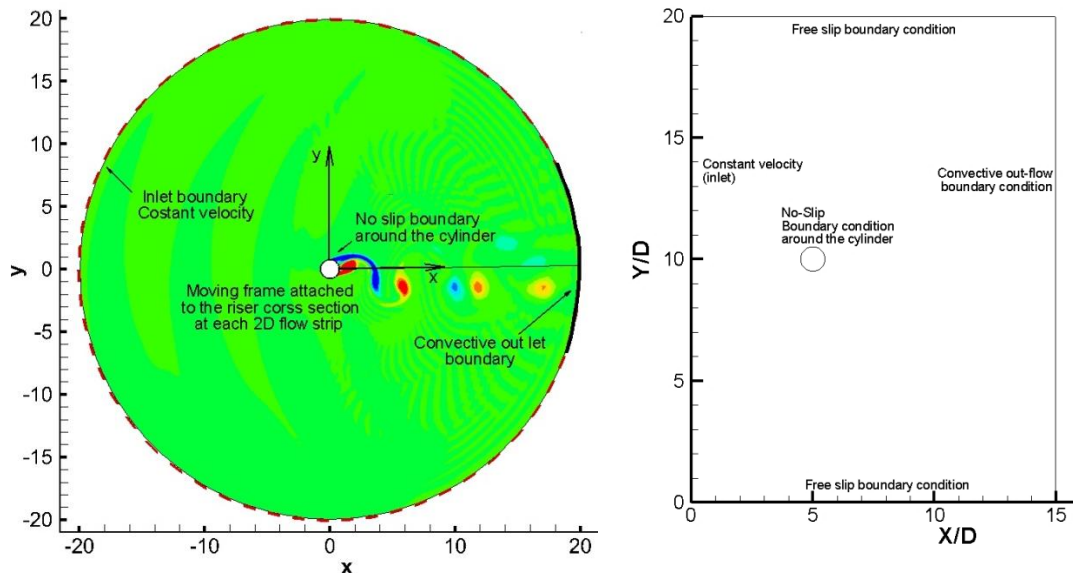 20
15
10
5
0
-5
-10
-15
-20
y
-20
-10
0
10
20
x
y
x
Inlet boundary
Costant velocity
No slip boundary
around the cylinder
Moving frame attached
to the riser corss section
at each 2D flow strip
Convective out let
boundary
20
15
10
5
0
Y/D
0
5
10
15
X/D
Free slip boundary condition
Constant velocity
(inlet)
Convective out-flow
boundary condition
No-Slip
Boundary condition
around the cylinder
Free slip boundary condition